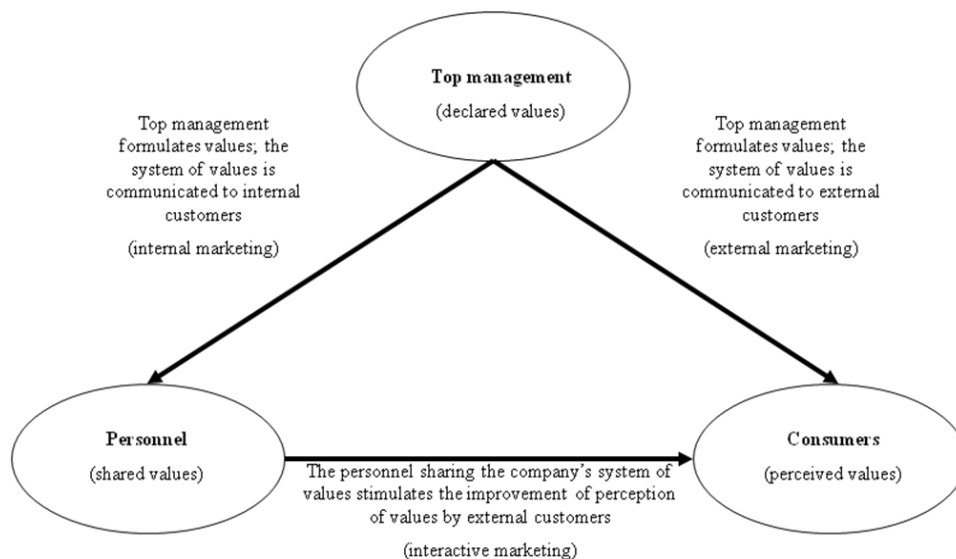 Top management
(declared values)
Top management
formulates values; the
system of values is
communicated to internal
customers
(internal marketing)
Top management
formulates values; the
system of values is
communicated to external
customers
(external marketing)
Personnel
(shared values)
The personnel sharing the company's system of
values stimulates the improvement of perception
of values by external customers
(interactive marketing)
Consumers
(perceived values)